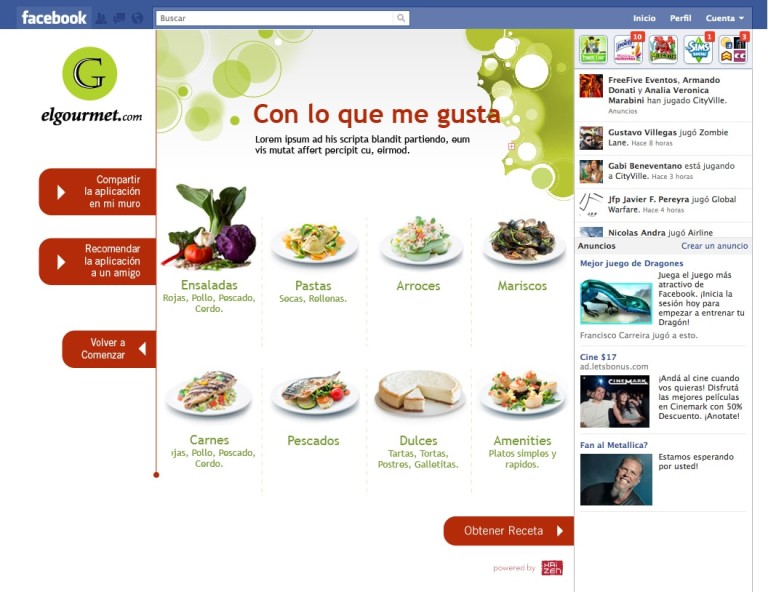 facebook
Buscar
Inicio Perfil Cuenta
G
elgourmet.com
Compartir
la aplicación
en mi muro
Recomendar
la aplicación
a un amigo
Volver a
Comenzar
Con lo que me gusta
Lorem ipsum ad his scripta blandit partiendo, eum
vis mutat affert percipit cu, eirmod.
Ensaladas
Rojas, Pollo, Pescado,
Cerdo.
Pastas
Secas, Rellenas.
Arroces
Mariscos
Carnes
jas, Pollo, Pescado,
Cerdo.
Pescados
Dulces
Tartas, Tortas,
Postres, Galletitas.
Amenities
Platos simples y
rapidos.
Obtener Receta
powered by
KAI
ZEN
10
1
3
SIMS
FreeFive Eventos, Armando
Donati y Analia Veronica
Marabini han jugado CityVille.
Anuncios
Gustavo Villegas jugó Zombie
Lane. Hace 8 horas
Gabi Beneventano está jugando
a CityVille. Hace 3 horas
Jfp Javier F. Pereyra jugó Global
Warfare. Hace 4 horas
Nicolas Andra jugó Airline
Anuncios Crear un anuncio
Mejor juego de Dragones
Juega el juego más
atractivo de
Facebook. ¡Inicia la
sesión hoy para
empezar a entrenar tu
Dragón!
Francisco Carreira jugó a esto.
Cine $17
ad.letsbonus.com
CINEMARK
¡Andá al cine cuando
vos quieras! Disfrutá
las mejores películas
en Cinemark con 50%
Descuento. ¡Anotate!
Fan al Metallica?
Estamos esperando
por usted!